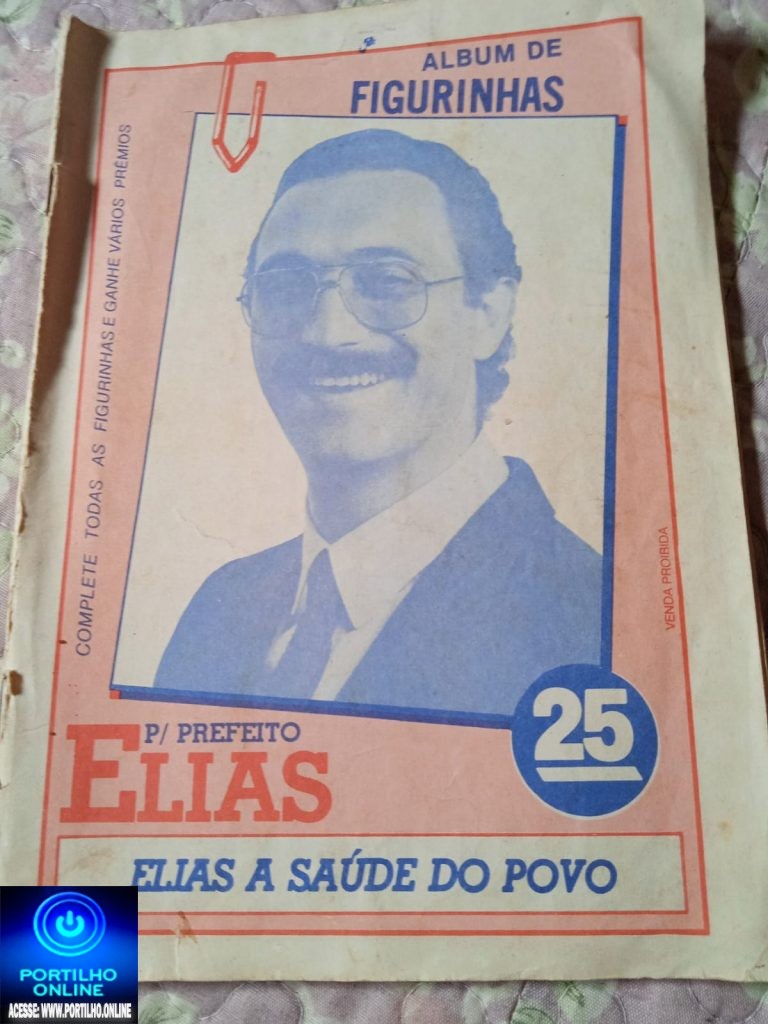 ALBUM DE
FIGURINHAS
COMPLETE TODAS AS FIGURINHAS E GANHE VÁRIOS PRÊMIOS
VENDA PROIBIDA
25
P/ PREFEITO
ELIAS
ELIAS A SAÚDE DO POVO
PORTILHO
ONLINE
ACESSE: WWW.PORTILHO.ONLINE